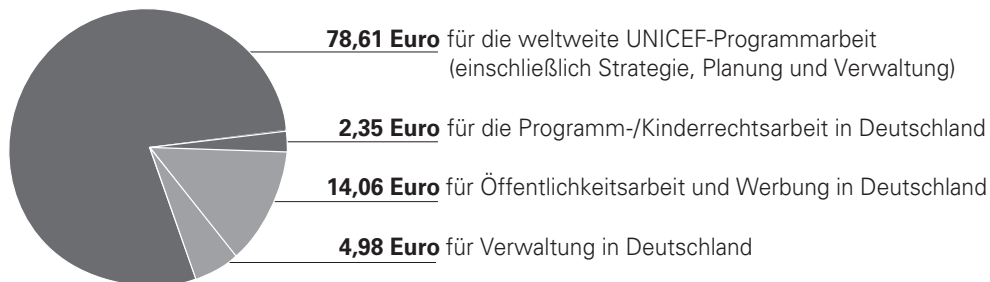 78,61 Euro für die weltweite UNICEF-Programmarbeit
(einschließlich Strategie, Planung und Verwaltung)
2,35 Euro für die Programm-/Kinderrechtsarbeit in Deutschland
14,06 Euro für Öffentlichkeitsarbeit und Werbung in Deutschland
4,98 Euro für Verwaltung in Deutschland